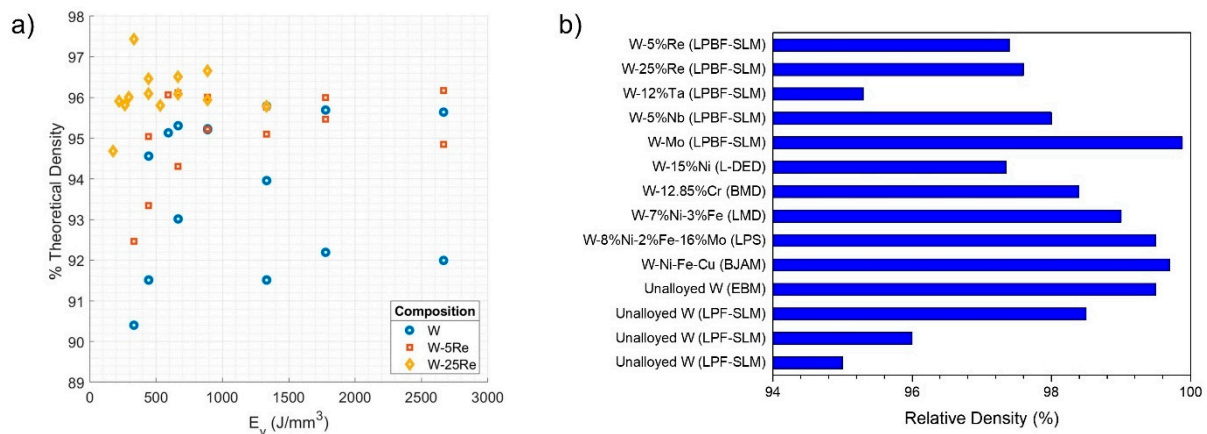 a)
98
97
96
95
94
93
92
91
90
89
% Theoretical Density
0 500 1000 1500 2000 2500 3000
E_v (J/mm³)
Composition
W
W-5Re
W-25Re
b)
W-5%Re (LPBF-SLM)
W-25%Re (LPBF-SLM)
W-12%Ta (LPBF-SLM)
W-5%Nb (LPBF-SLM)
W-Mo (LPBF-SLM)
W-15%Ni (L-DED)
W-12.85%Cr (BMD)
W-7%Ni-3%Fe (LMD)
W-8%Ni-2%Fe-16%Mo (LPS)
W-Ni-Fe-Cu (BJAM)
Unalloyed W (EBM)
Unalloyed W (LPF-SLM)
Unalloyed W (LPF-SLM)
Unalloyed W (LPF-SLM)
94 96 98 100
Relative Density (%)